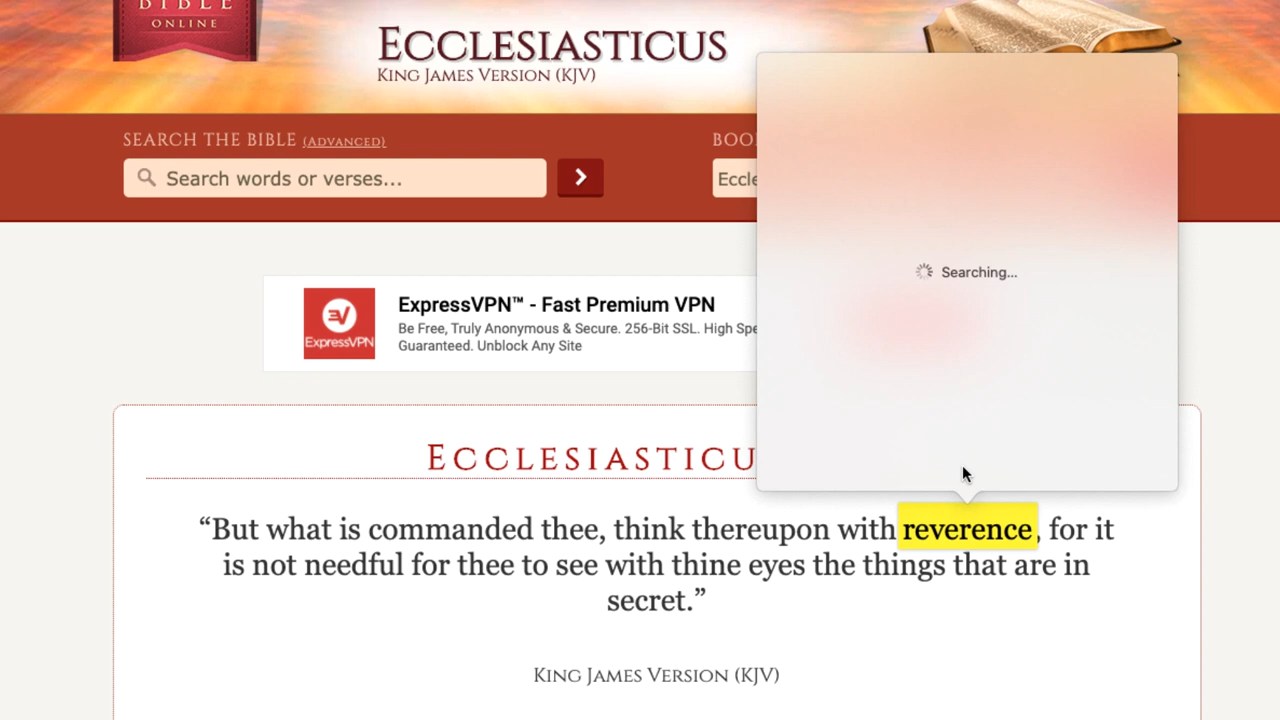 BIBLE
ONLINE
Ecclesiasticus
King James Version (KJV)
SEARCH THE BIBLE (Advanced)
Search words or verses...
Searching...
ExpressVPN™ - Fast Premium VPN
Be Free, Truly Anonymous & Secure. 256-Bit SSL. High
Guaranteed. Unblock Any Site
EV
ExpressVPN
“But what is commanded thee, think thereupon with reverence, for it
is not needful for thee to see with thine eyes the things that are in
secret.”
King James Version (KJV)